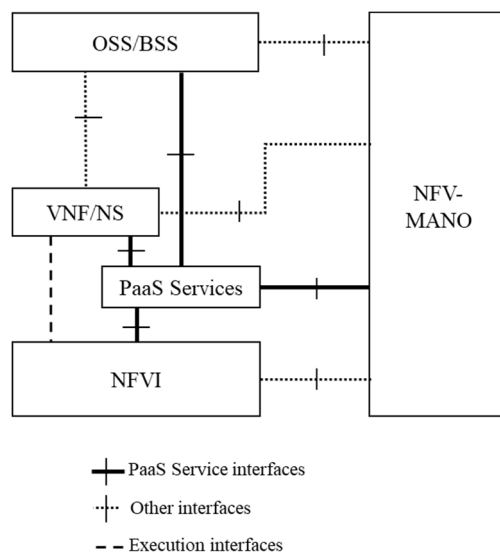 OSS/BSS
NFV-
MANO
VNF/NS
PaaS Services
NFVI
PaaS Service interfaces
Other interfaces
Execution interfaces